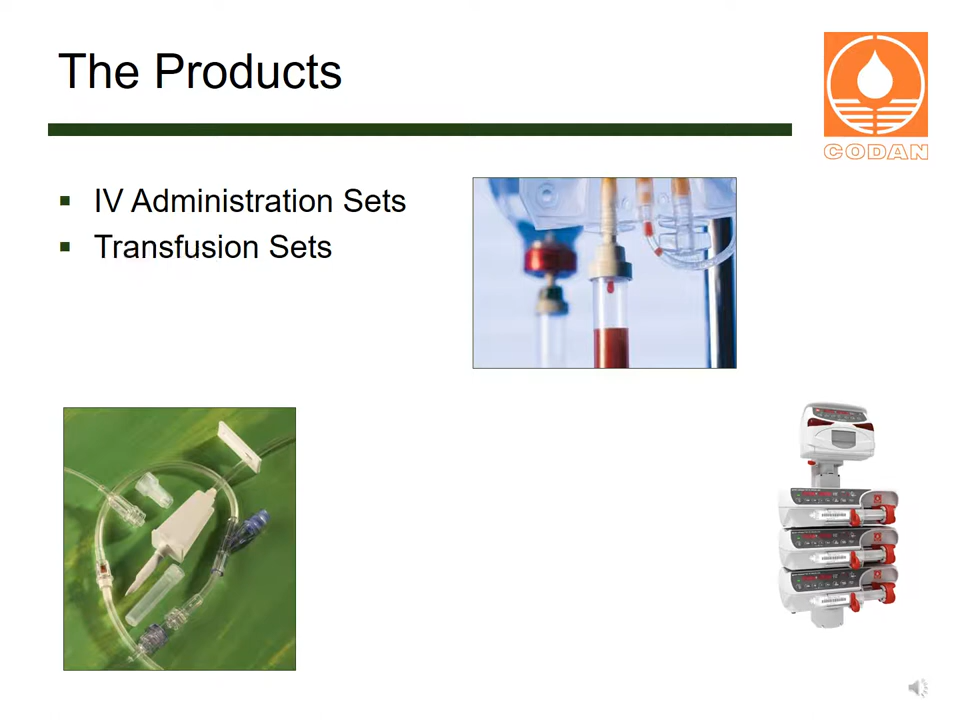 The Products
CODAN
IV Administration Sets
Transfusion Sets